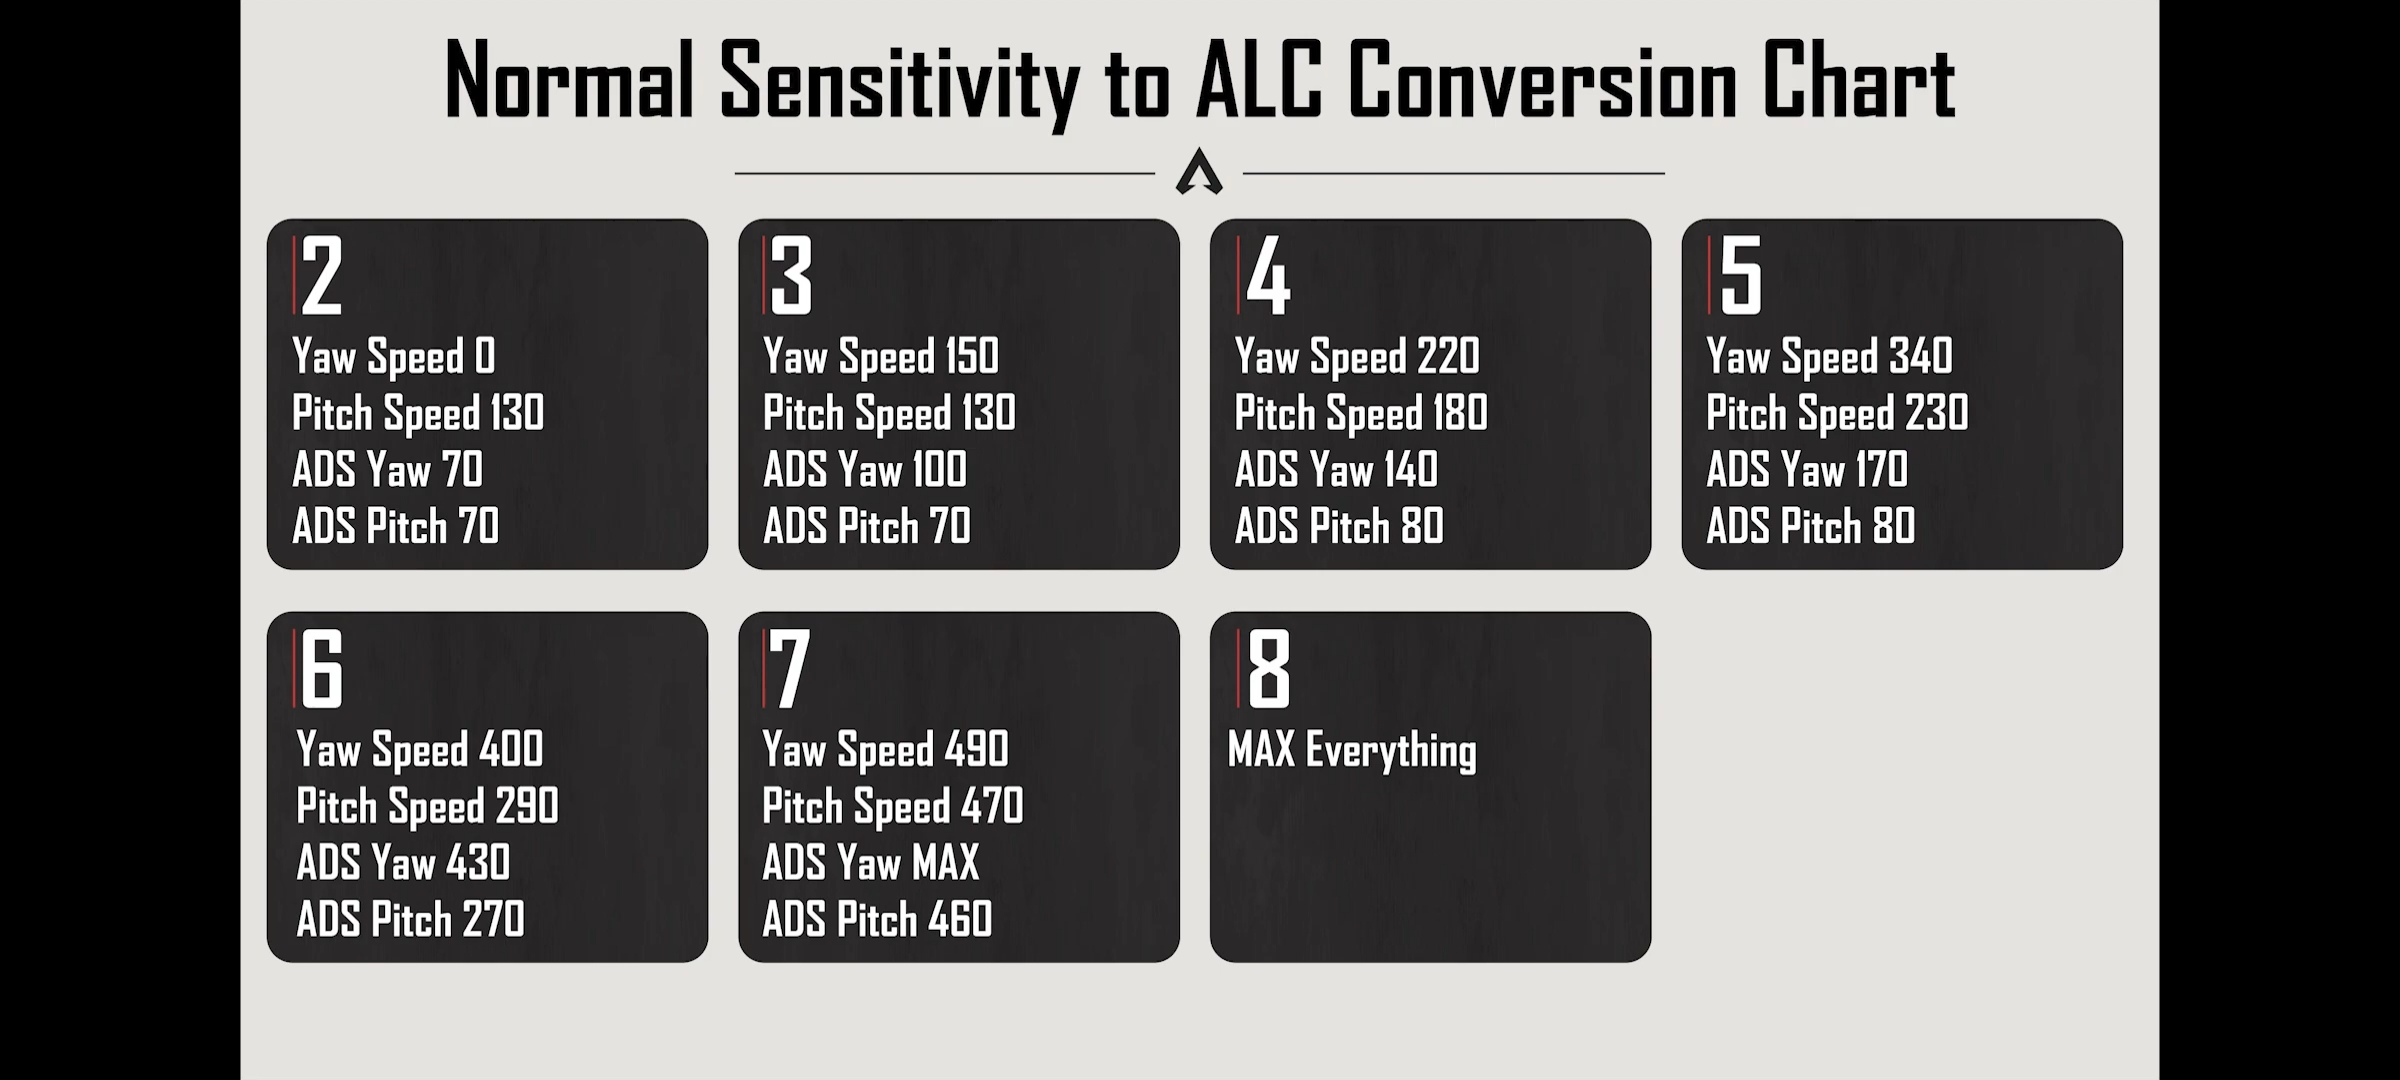 Normal Sensitivity to ALC Conversion Chart
2
Yaw Speed 0
Pitch Speed 130
ADS Yaw 70
ADS Pitch 70
3
Yaw Speed 150
Pitch Speed 130
ADS Yaw 100
ADS Pitch 70
4
Yaw Speed 220
Pitch Speed 180
ADS Yaw 140
ADS Pitch 80
5
Yaw Speed 340
Pitch Speed 230
ADS Yaw 170
ADS Pitch 80
6
Yaw Speed 400
Pitch Speed 290
ADS Yaw 430
ADS Pitch 270
7
Yaw Speed 490
Pitch Speed 470
ADS Yaw MAX
ADS Pitch 460
8
MAX Everything